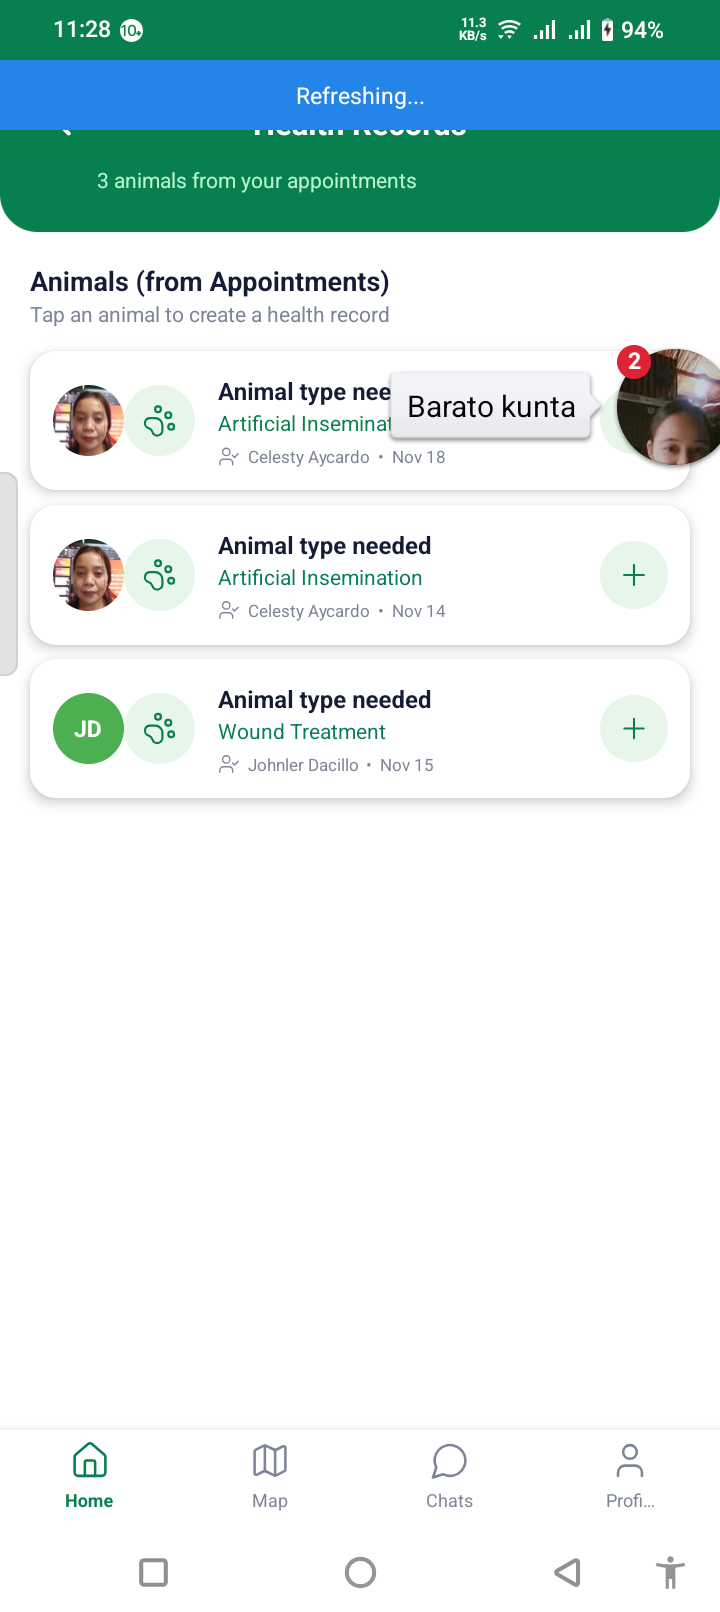 11:28
10+
11.3
KB/s
94%
Refreshing...
Health Records
3 animals from your appointments
Animals (from Appointments)
Tap an animal to create a health record
2
Animal type nee
Barato kunta
Artificial Inseminat
Celesty Aycardo • Nov 18
Animal type needed
Artificial Insemination
Celesty Aycardo • Nov 14
JD
Animal type needed
Wound Treatment
Johnler Dacillo • Nov 15
Home
Map
Chats
Profi...